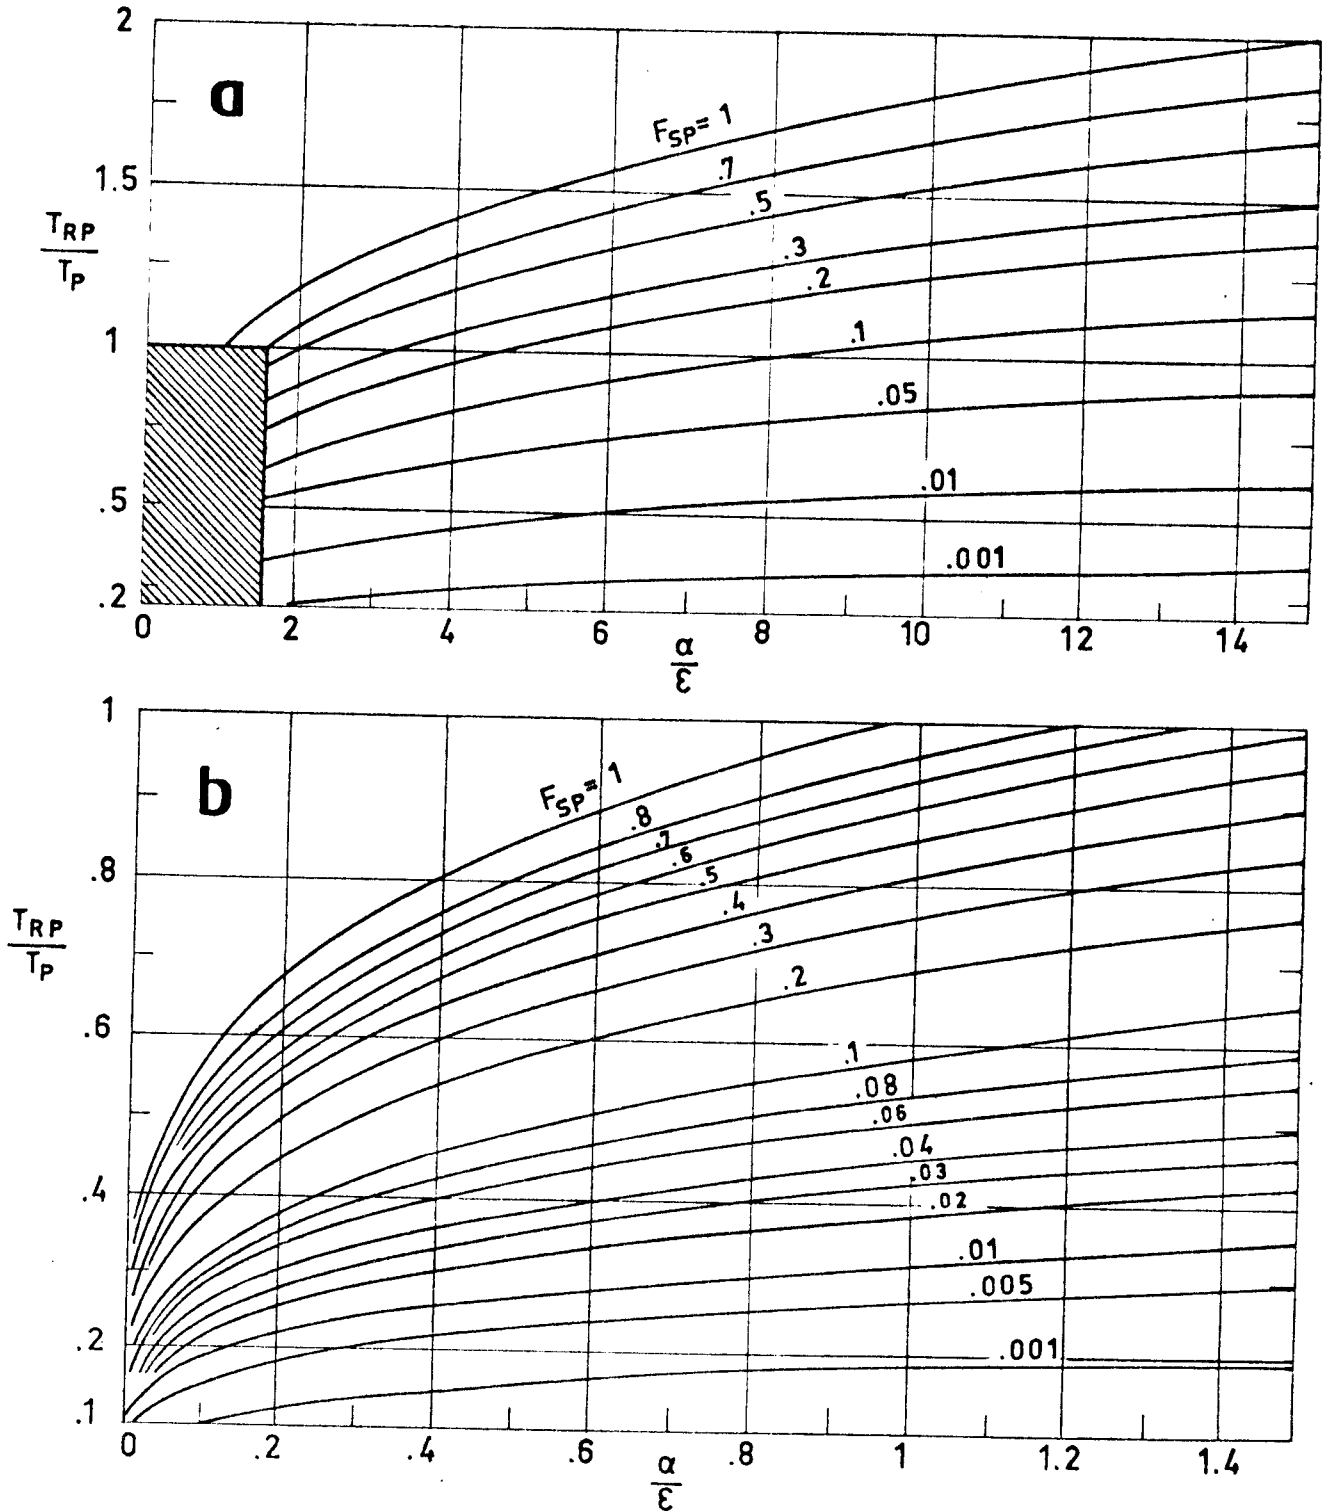 2
a
F_SP = 1
.7
1.5
.5
T_RP
T_P
.3
.2
1
.1
.05
.5
.01
.001
.2
0 2 4 6 8 10 12 14
α
ε
1
b
F_SP = 1
.8
.7
.6
.8
.5
.4
T_RP
T_P
.3
.2
.6
.1
.08
.06
.04
.03
.4
.02
.01
.005
.2
.001
.1
0 .2 .4 .6 .8 1 1.2 1.4
α
ε